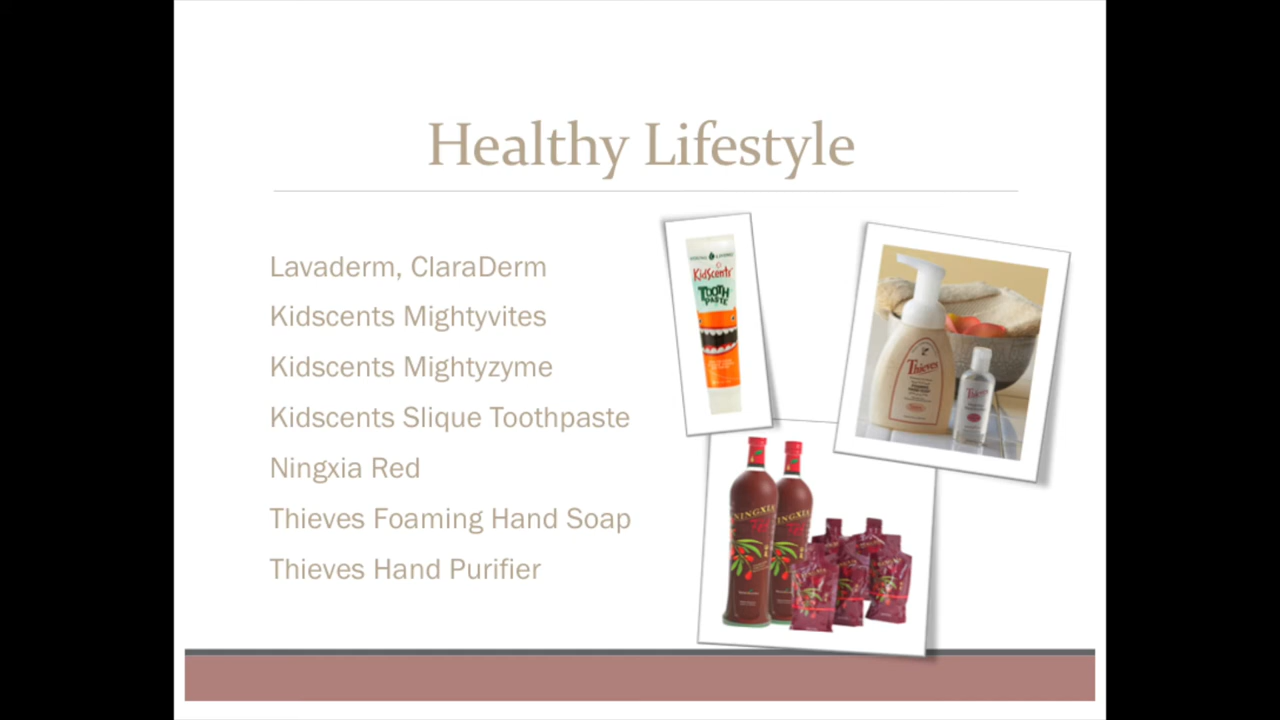 Healthy Lifestyle
Lavaderm, ClaraDerm
Kidscents Mightyvites
Kidscents Mightyzyme
Kidscents Slique Toothpaste
Ningxia Red
Thieves Foaming Hand Soap
Thieves Hand Purifier
KidScents
TOOTH
PASTE
Thieves
Thieves
NINGXIA
NINGXIA